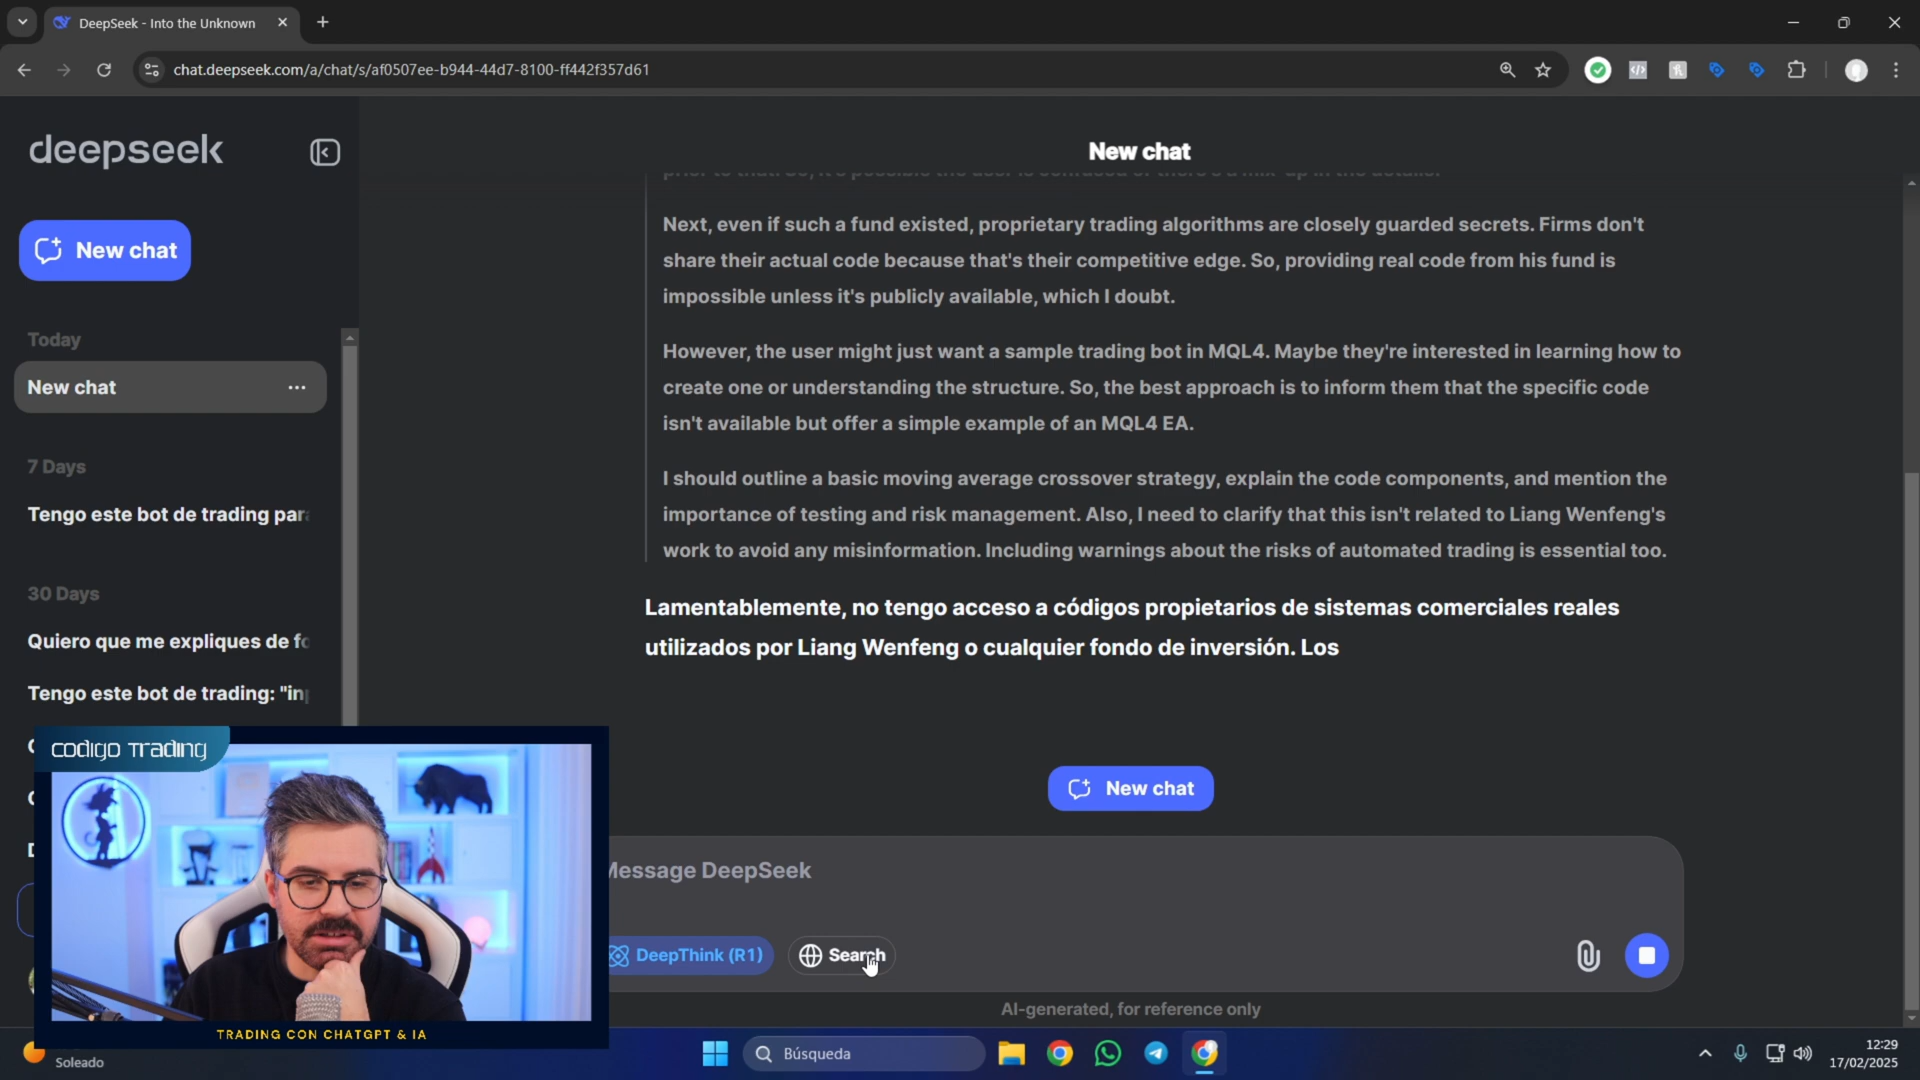 DeepSeek - Into the Unknown
chat.deepseek.com/a/chat/s/af0507ee-b944-44d7-8100-ff442f357d61
deepseek
New chat
New chat
Today
New chat
7 Days
Tengo este bot de trading par
30 Days
Quiero que me expliques de fo
Tengo este bot de trading: "in
Next, even if such a fund existed, proprietary trading algorithms are closely guarded secrets. Firms don't
share their actual code because that's their competitive edge. So, providing real code from his fund is
impossible unless it's publicly available, which I doubt.
However, the user might just want a sample trading bot in MQL4. Maybe they're interested in learning how to
create one or understanding the structure. So, the best approach is to inform them that the specific code
isn't available but offer a simple example of an MQL4 EA.
I should outline a basic moving average crossover strategy, explain the code components, and mention the
importance of testing and risk management. Also, I need to clarify that this isn't related to Liang Wenfeng's
work to avoid any misinformation. Including warnings about the risks of automated trading is essential too.
Lamentablemente, no tengo acceso a códigos propietarios de sistemas comerciales reales
utilizados por Liang Wenfeng o cualquier fondo de inversión. Los
New chat
Message DeepSeek
DeepThink (R1)
Search
AI-generated, for reference only
codigo Trading
TRADING CON CHATGPT & IA
Soleado
Búsqueda
12:29
17/02/2025